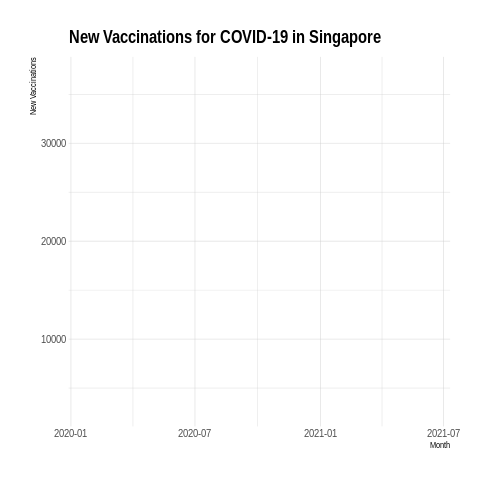 New Vaccinations for COVID-19 in Singapore
New Vaccinations
30000
20000
10000
2020-01 2020-07 2021-01 2021-07
Month